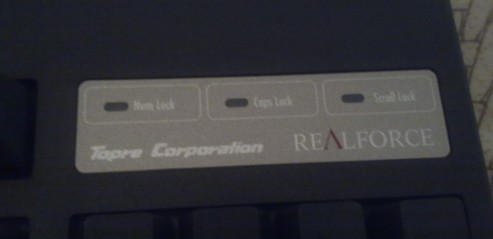 Num Lock Caps Lock Scroll Lock
Topre Corporation REALFORCE